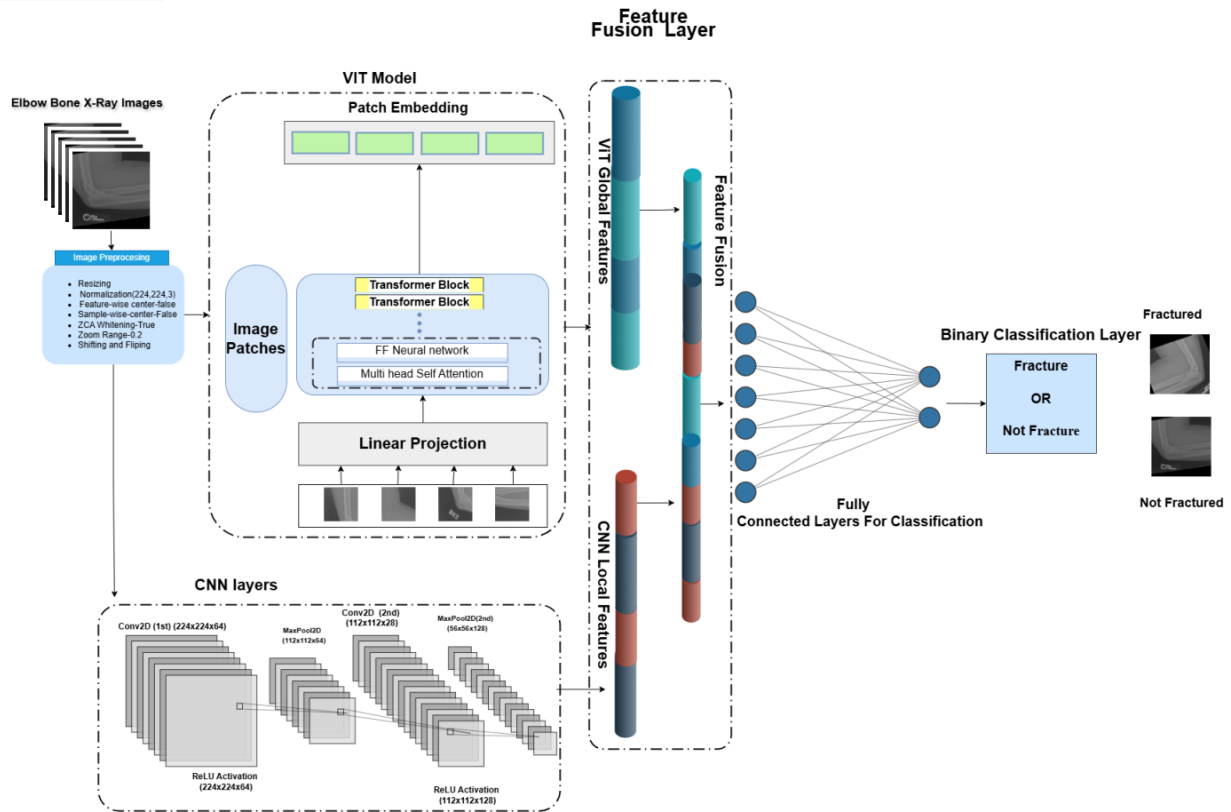 Feature
Fusion Layer
VIT Model
Elbow Bone X-Ray Images
Patch Embedding
Image Preprocesing
Resizing
Normalization(224,224,3)
Feature-wise center-false
Sample-wise-center-False
ZCA Whitening-True
Zoom Range-0.2
Shifting and Fliping
Image
Patches
Transformer Block
Transformer Block
FF Neural network
Multi head Self Attention
Linear Projection
ViT Global Features
Feature Fusion
CNN Local Features
Fully
Connected Layers For Classification
Binary Classification Layer
Fracture
OR
Not Fracture
Fractured
Not Fractured
CNN layers
Conv2D (1st) (224x224x64)
MaxPool2D
(112x112x64)
Conv2D (2nd)
(112x112x28)
MaxPool2D(2nd)
(56x56x128)
ReLU Activation
(224x224x64)
ReLU Activation
(112x112x128)